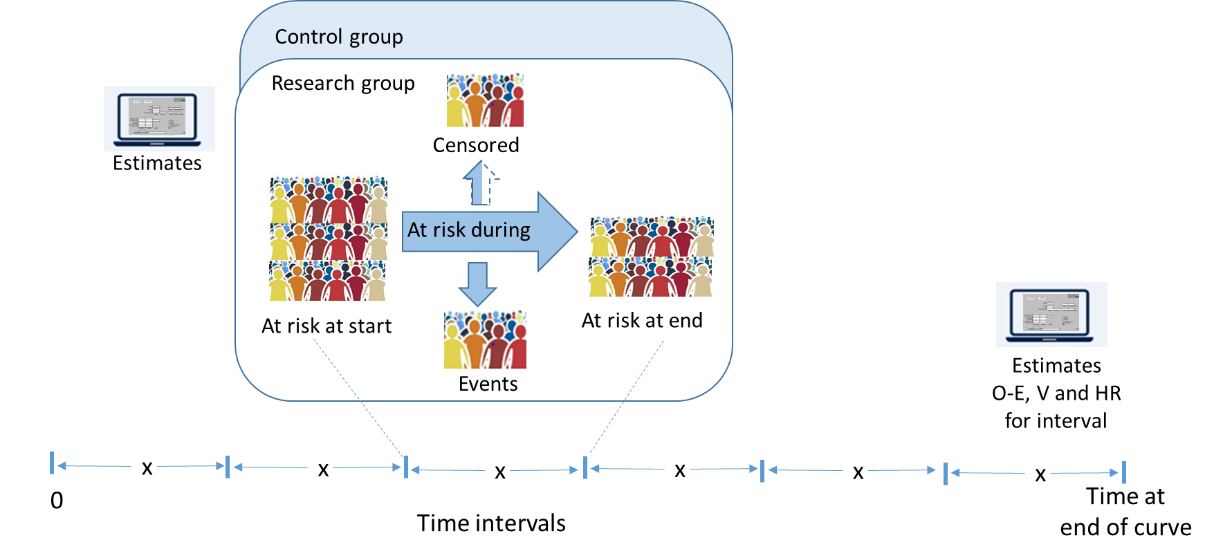 Control group
Research group
Censored
Estimates
At risk during
At risk at start
At risk at end
Events
Estimates
O-E, V and HR
for interval
x
x
x
x
x
x
0
Time intervals
Time at
end of curve